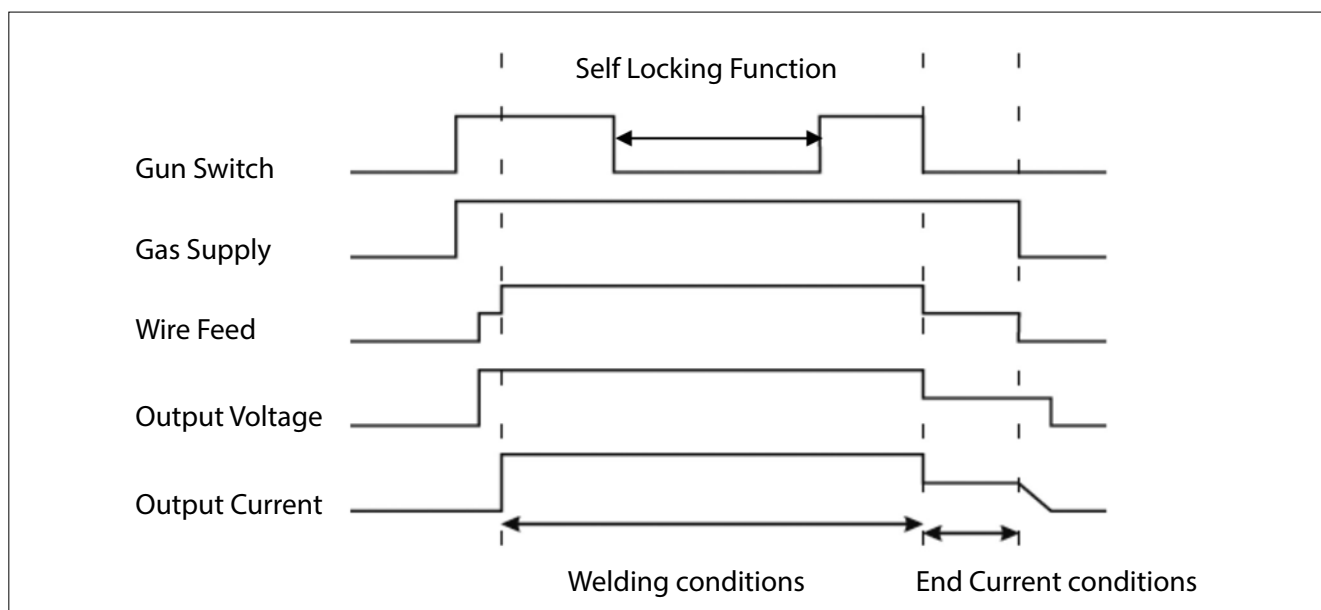 Self Locking Function
Gun Switch
Gas Supply
Wire Feed
Output Voltage
Output Current
Welding conditions
End Current conditions